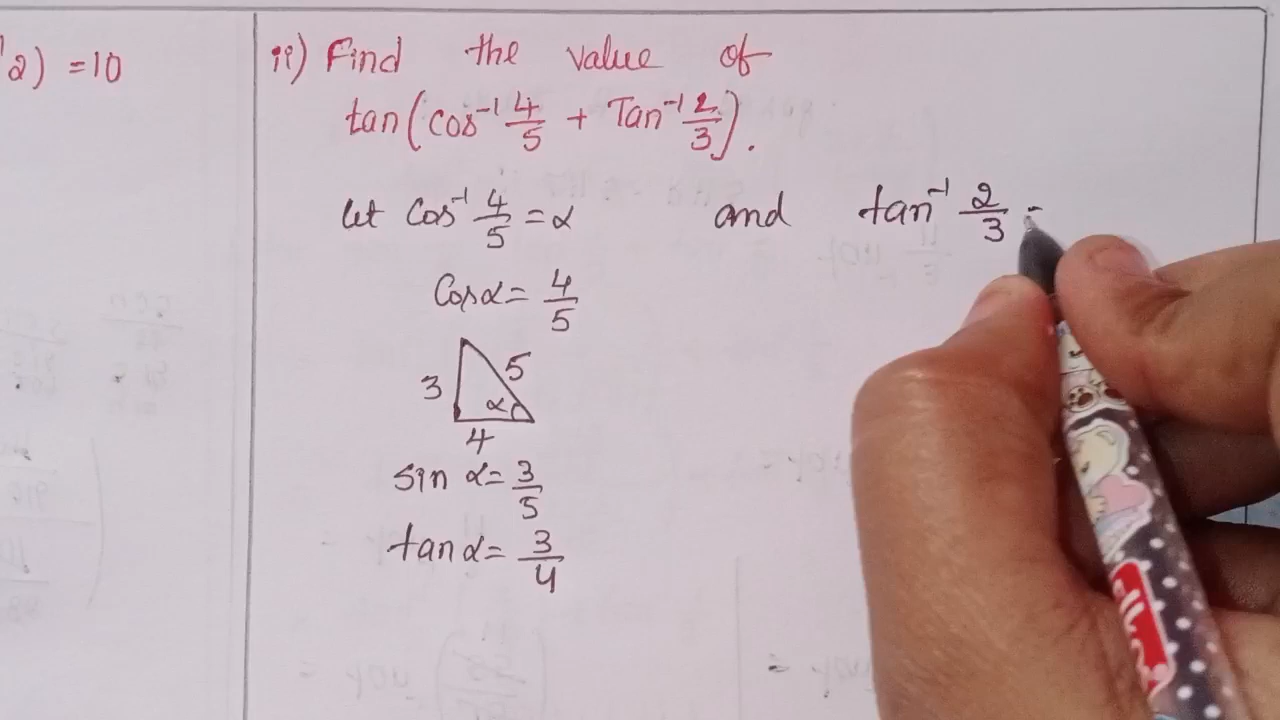 2) = 10
ii) Find the value of
tan(cos⁻¹ 4/5 + Tan⁻¹ 2/3).
let cos⁻¹ 4/5 = α and tan⁻¹ 2/3 =
cos α = 4/5
3 5 α
4
sin α = 3/5
tan α = 3/4